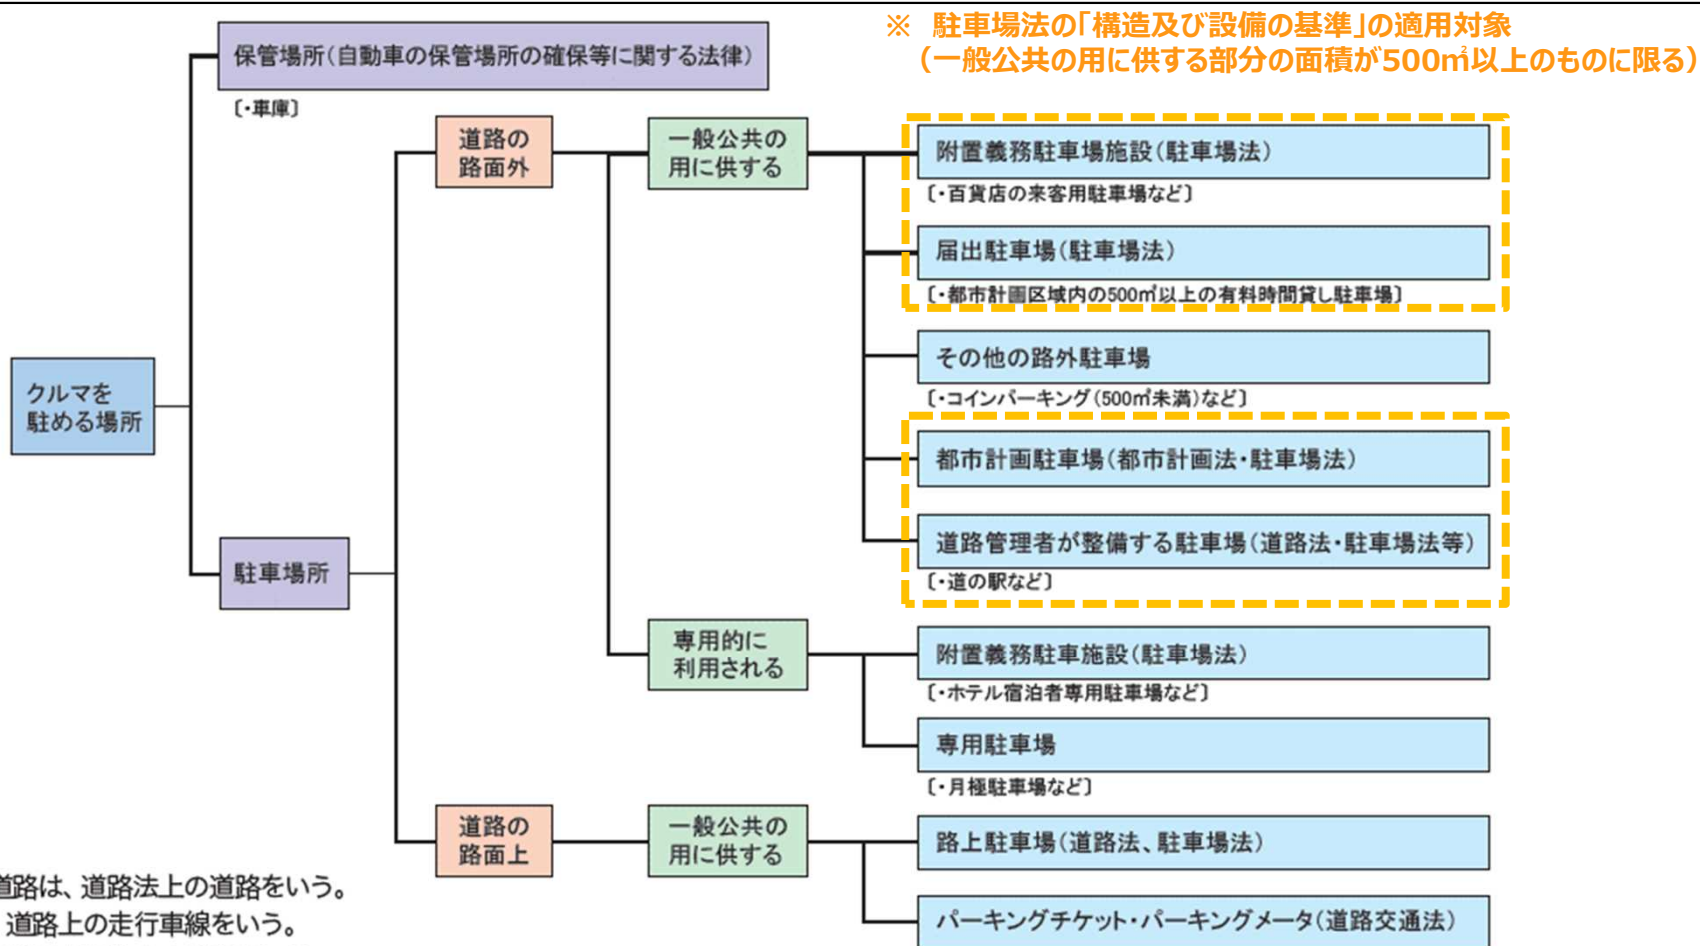 ※ 駐車場法の「構造及び設備の基準」の適用対象
（一般公共の用に供する部分の面積が500㎡以上のものに限る）
保管場所（自動車の保管場所の確保等に関する法律）
〔・車庫〕
道路の
路面外
一般公共の
用に供する
附置義務駐車場施設（駐車場法）
〔・百貨店の来客用駐車場など〕
届出駐車場（駐車場法）
〔・都市計画区域内の500㎡以上の有料時間貸し駐車場〕
その他の路外駐車場
〔・コインパーキング（500㎡未満）など〕
クルマを
駐める場所
都市計画駐車場（都市計画法・駐車場法）
道路管理者が整備する駐車場（道路法・駐車場法等）
〔・道の駅など〕
駐車場所
専用的に
利用される
附置義務駐車施設（駐車場法）
〔・ホテル宿泊者専用駐車場など〕
専用駐車場
〔・月極駐車場など〕
道路の
路面上
一般公共の
用に供する
路上駐車場（道路法、駐車場法）
パーキングチケット・パーキングメータ（道路交通法）
道路は、道路法上の道路をいう。
道路上の走行車線をいう。